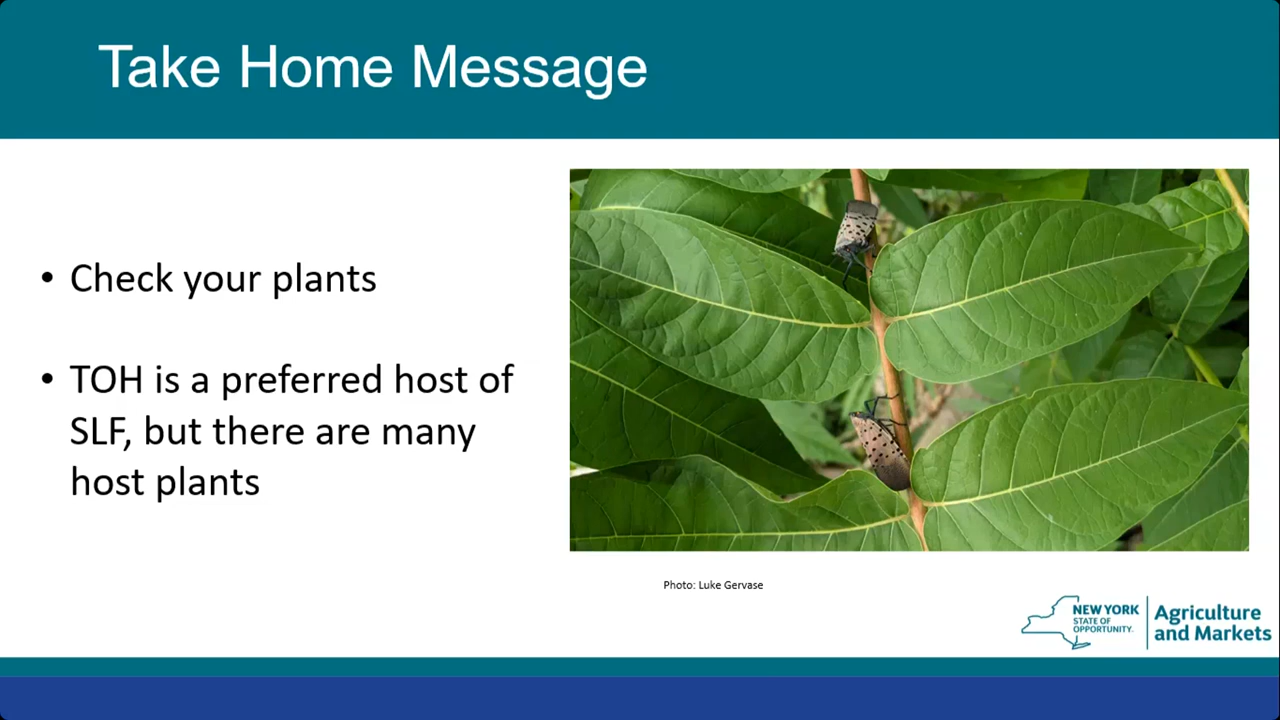 Take Home Message
• Check your plants
• TOH is a preferred host of
SLF, but there are many
host plants
Photo: Luke Gervase
NEW YORK
STATE OF
OPPORTUNITY.
Agriculture
and Markets